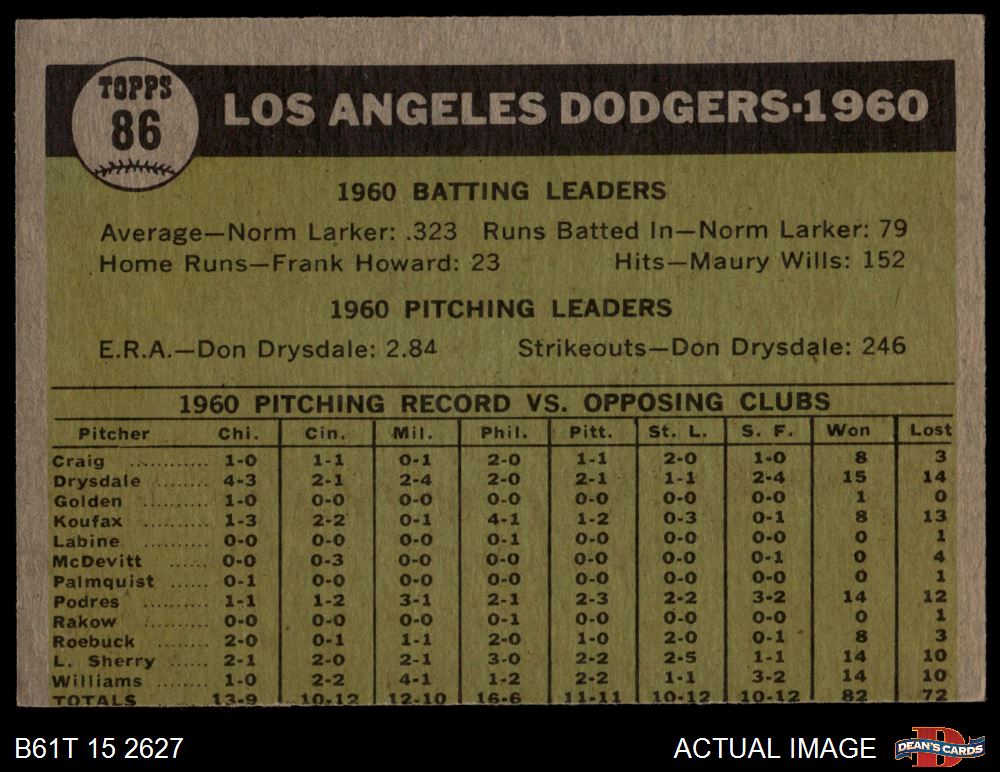 TOPPS
86
LOS ANGELES DODGERS-1960
1960 BATTING LEADERS
Average—Norm Larker: .323 Runs Batted In—Norm Larker: 79
Home Runs—Frank Howard: 23 Hits—Maury Wills: 152
1960 PITCHING LEADERS
E.R.A.—Don Drysdale: 2.84 Strikeouts—Don Drysdale: 246
1960 PITCHING RECORD VS. OPPOSING CLUBS
Pitcher Chi. Cin. Mil. Phil. Pitt. St. L. S. F. Won Lost
Craig ............ 1-0 1-1 0-1 2-0 1-1 2-0 1-0 8 3
Drysdale ........ 4-3 2-1 2-4 2-0 2-1 1-1 2-4 15 14
Golden .......... 1-0 0-0 0-0 0-0 0-0 0-0 0-0 1 0
Koufax .......... 1-3 2-2 0-1 4-1 1-2 0-3 0-1 8 13
Labine .......... 0-0 0-0 0-0 0-1 0-0 0-0 0-0 0 1
McDevitt ...... 0-0 0-3 0-0 0-0 0-0 0-0 0-1 0 4
Palmquist ...... 0-1 0-0 0-0 0-0 0-0 0-0 0-0 0 1
Podres .......... 1-1 1-2 3-1 2-1 2-3 2-2 3-2 14 12
Rakow .......... 0-0 0-0 0-0 0-1 0-0 0-0 0-0 0 1
Roebuck ........ 2-0 0-1 1-1 2-0 1-0 2-0 0-1 8 3
L. Sherry ...... 2-1 2-0 2-1 3-0 2-2 2-5 1-1 14 10
Williams ........ 1-0 2-2 4-1 1-2 2-2 1-1 3-2 14 10
TOTALS 13-9 10-12 12-10 16-6 11-11 10-12 10-12 82 72
B61T 15 2627 ACTUAL IMAGE
D
DEAN'S CARDS